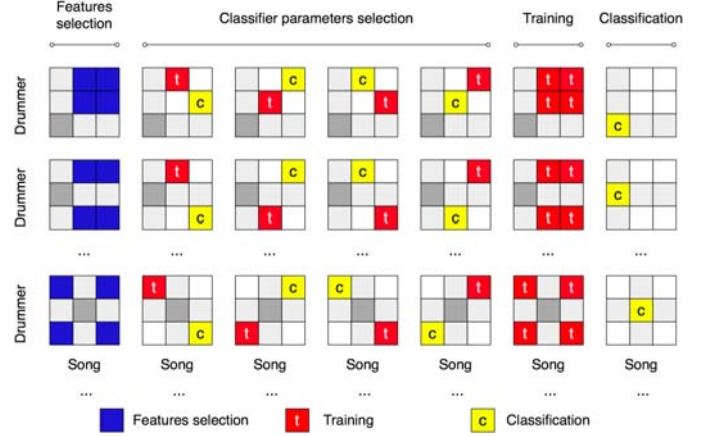 Features selection
Classifier parameters selection
Training
Classification
Drummer
t c c t c t t c t t t t c
Drummer
t c c t c t t c t t t t c
... ... ... ... ... ... ...
Drummer
t c c t c t t c t t t t c
Song Song Song Song Song Song Song
... ... ... ... ... ... ...
Features selection
t Training
c Classification